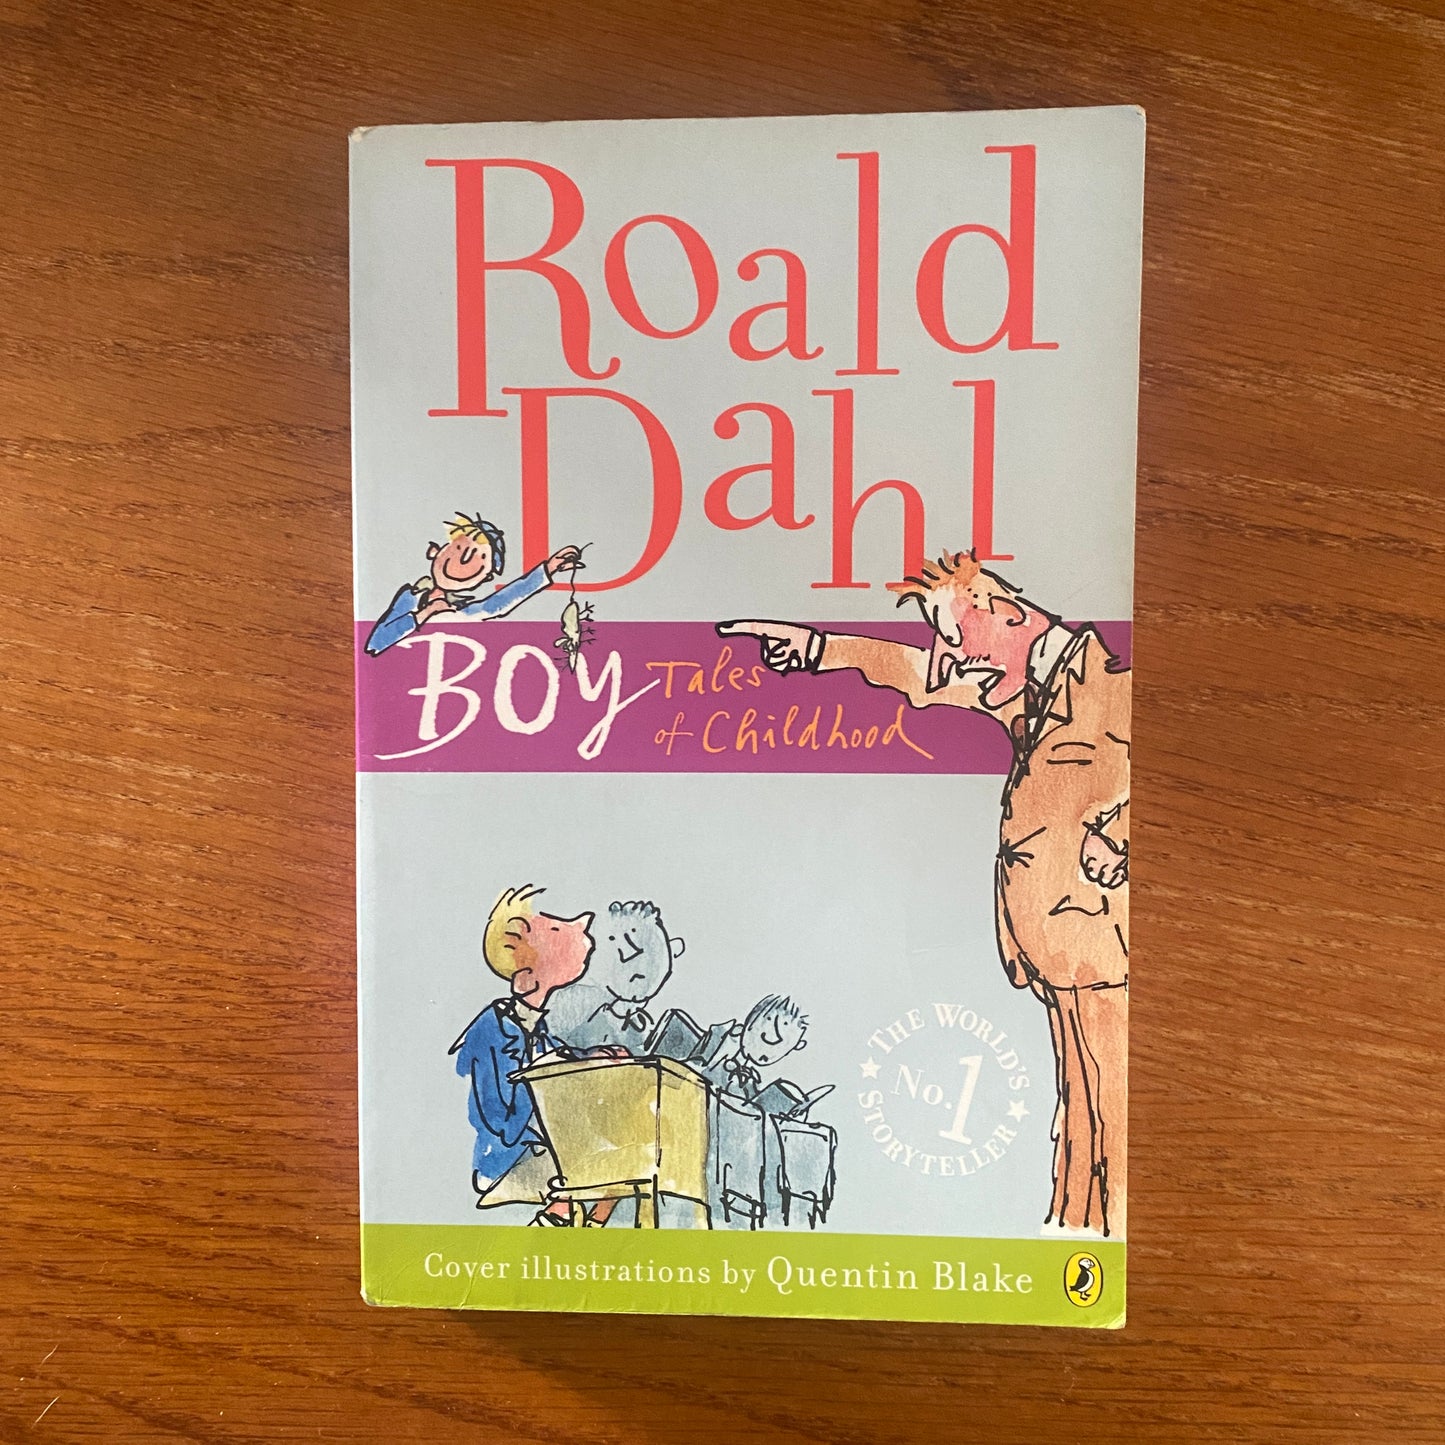 Roald
Dahl
BOY Tales
of Childhood
THE WORLD'S
No. 1
STORYTELLER
Cover illustrations by Quentin Blake